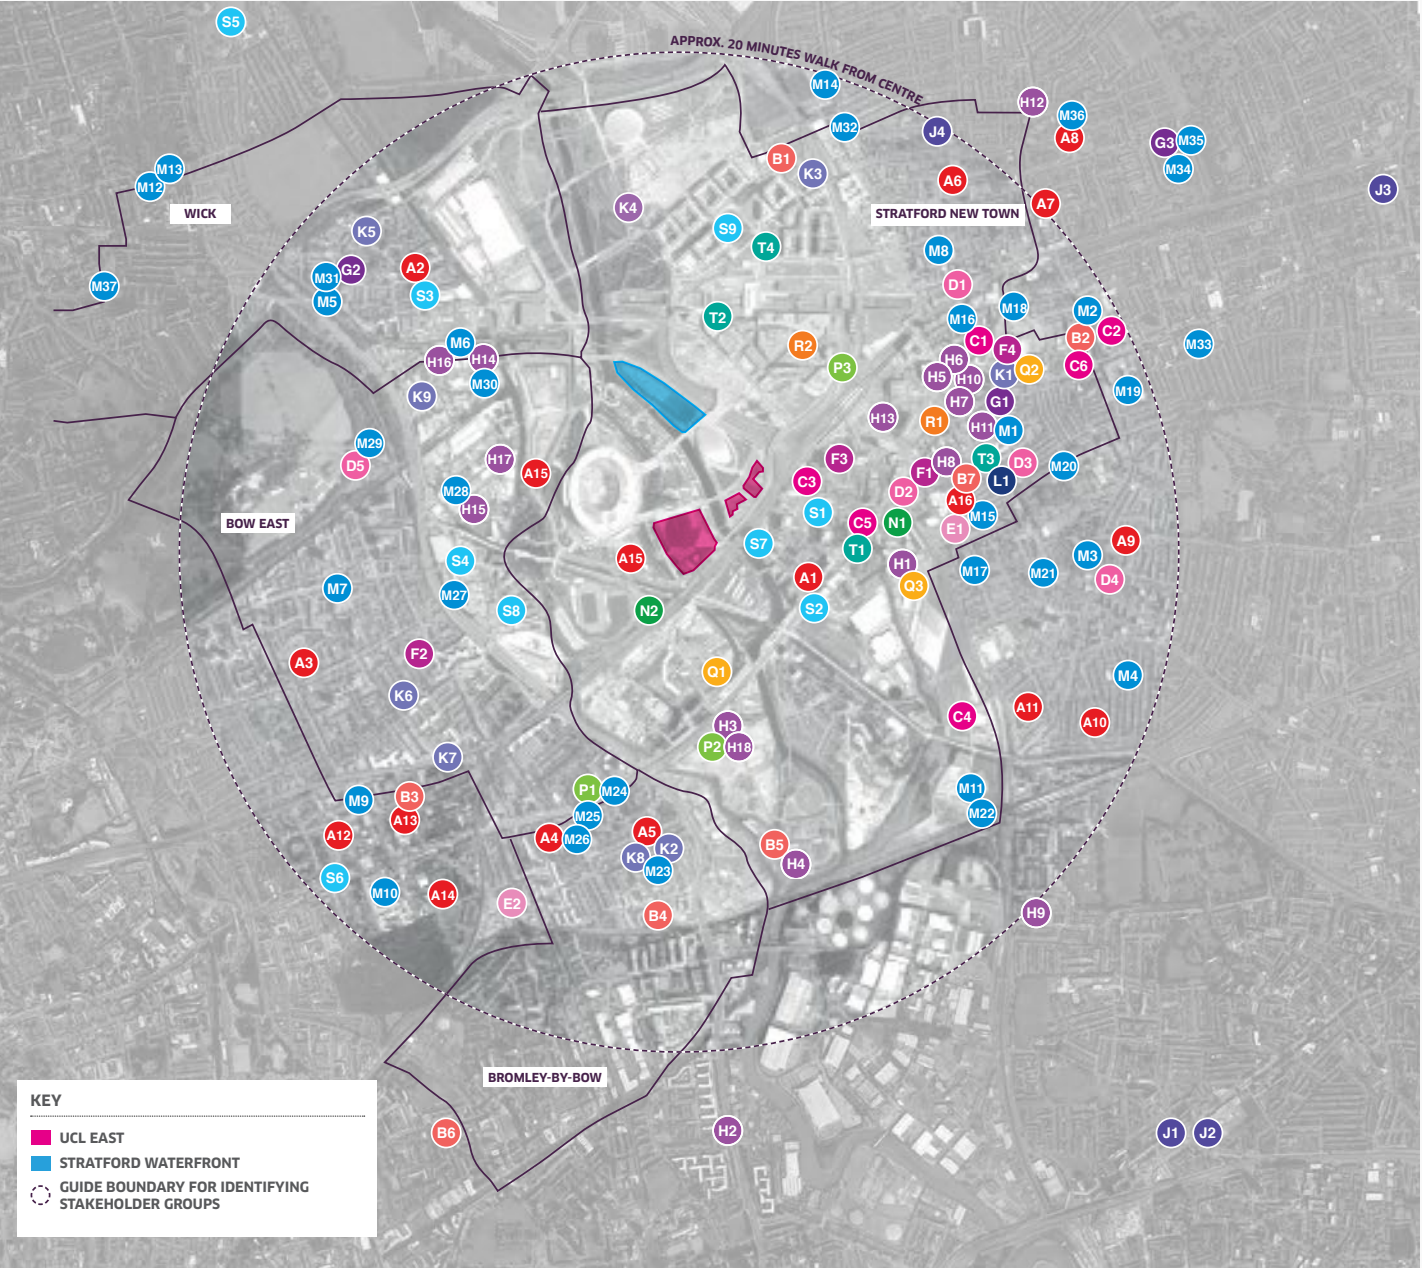 S5
APPROX. 20 MINUTES WALK FROM CENTRE
M14
H12
M36
M32
J4
A8
G3
M35
B1
M13
M34
K3
A6
M12
J3
A7
K4
WICK
STRATFORD NEW TOWN
S9
K5
T4
M8
G2
A2
M31
D1
M37
S3
M5
M18
M2
T2
M16
C2
B2
M6
C1
M33
R2
F4
H16
H14
H6
P3
C6
Q2
K1
H5
H10
M30
M19
K9
H7
G1
H13
R1
H11
M1
M29
H17
F3
H8
T3
D3
D5
M20
A15
F1
B7
C3
L1
M28
D2
A16
H15
S1
M15
BOW EAST
C5
N1
E1
S7
A9
T1
M3
A15
S4
H1
M17
M21
A1
D4
Q3
M7
M27
S8
N2
S2
F2
A3
Q1
M4
K6
A11
C4
A10
H3
P2
H18
K7
P1
M24
M11
B3
M9
M22
M25
A13
A5
A12
A4
M26
B5
K2
K8
H4
M23
S6
M10
A14
E2
B4
H9
BROMLEY-BY-BOW
KEY
UCL EAST
STRATFORD WATERFRONT
GUIDE BOUNDARY FOR IDENTIFYING
STAKEHOLDER GROUPS
B6
H2
J1
J2